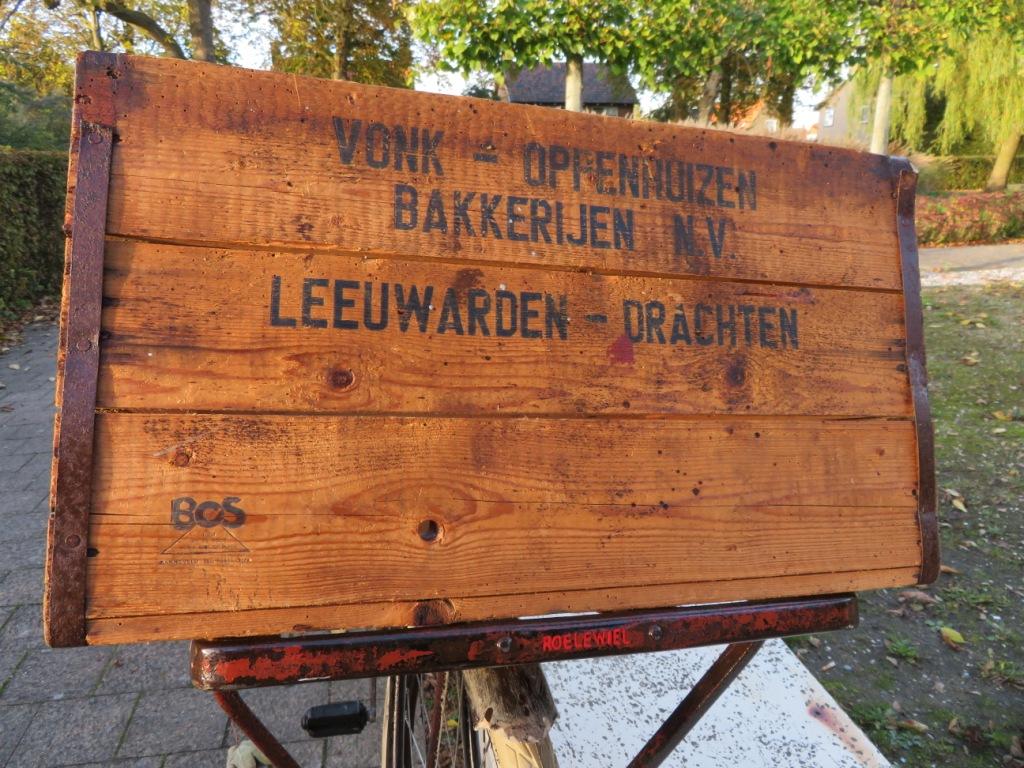 VONK - OPPENHUIZEN
BAKKERIJEN N.V.
LEEUWARDEN - DRACHTEN
BOS
ROELEWIEL